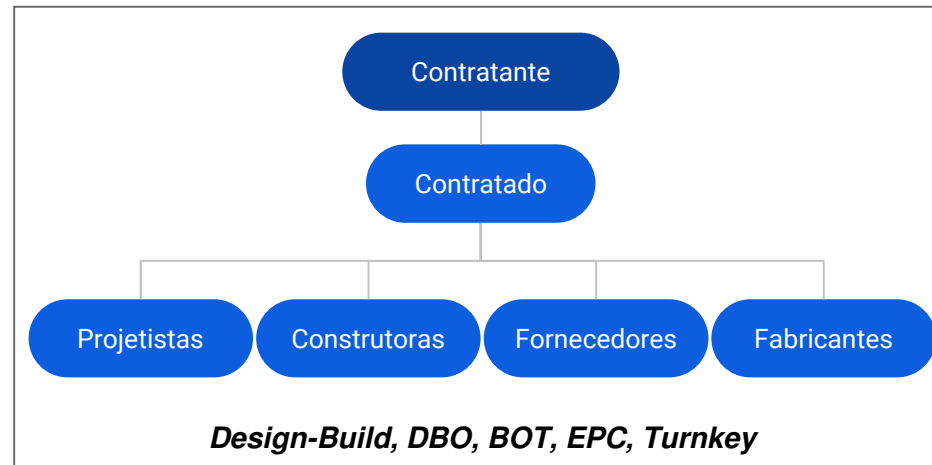 Contratante
Contratado
Projetistas Construtoras Fornecedores Fabricantes
Design-Build, DBO, BOT, EPC, Turnkey